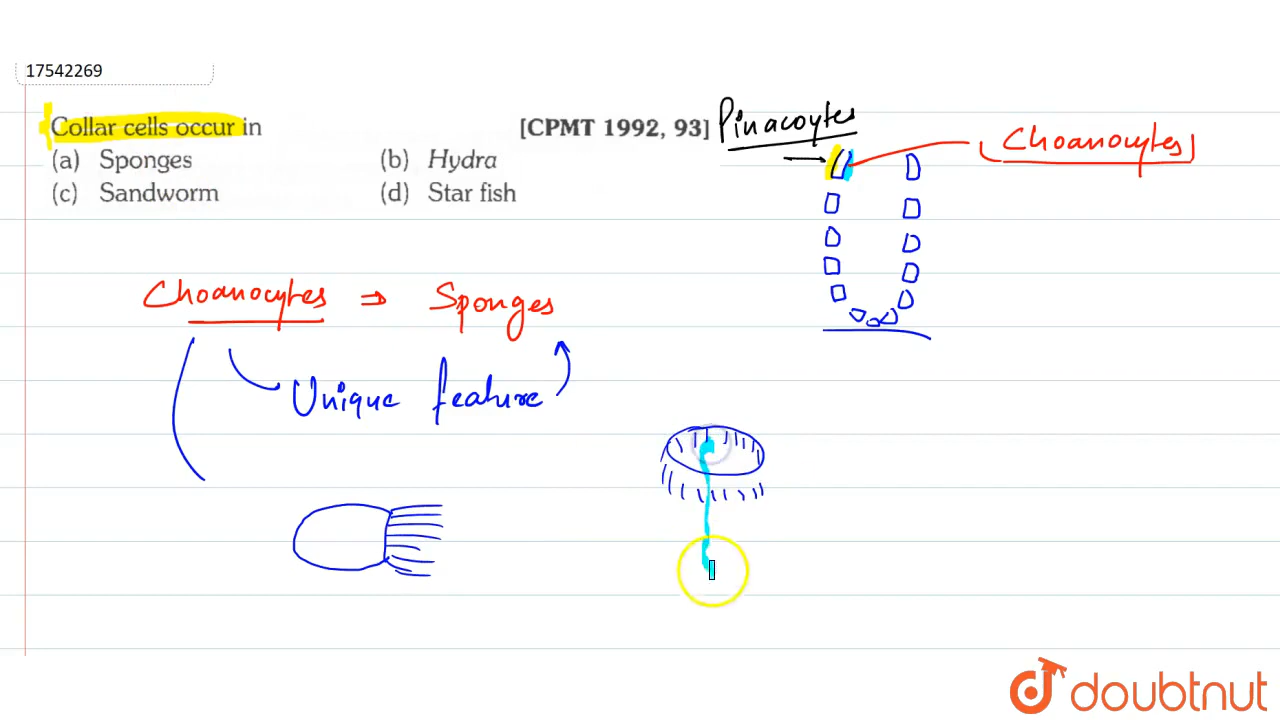 17542269
Collar cells occur in [CPMT 1992, 93]
(a) Sponges (b) Hydra
(c) Sandworm (d) Star fish
Pinacoytes
Choanocytes
Choanocytes ⇒ Sponges
Unique feature
doubtnut